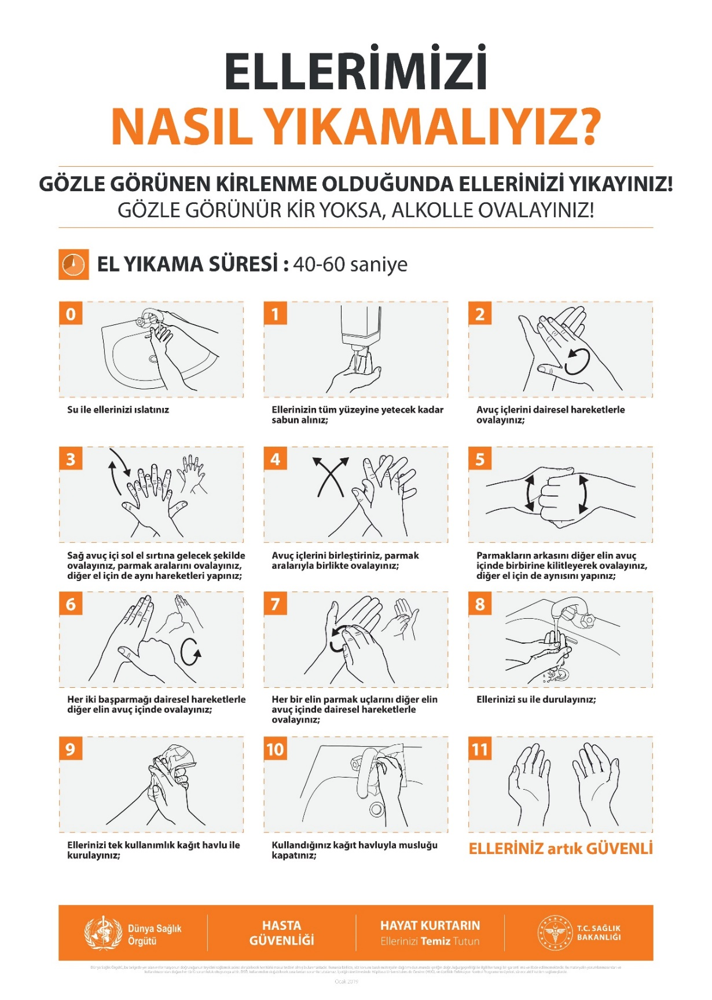 ELLERİMİZİ
NASIL YIKAMALIYIZ?
GÖZLE GÖRÜNEN KİRLENME OLDUĞUNDA ELLERİNİZİ YIKAYINIZ!
GÖZLE GÖRÜNÜR KİR YOKSA, ALKOLLE OVALAYINIZ!
EL YIKAMA SÜRESİ : 40-60 saniye
0
Su ile ellerinizi ıslatınız
1
Ellerinizin tüm yüzeyine yetecek kadar
sabun alınız;
2
Avuç içlerini dairesel hareketlerle
ovalayınız;
3
Sağ avuç içi sol el sırtına gelecek şekilde
ovalayınız, parmak aralarını ovalayınız,
diğer el için de aynı hareketleri yapınız;
4
Avuç içlerini birleştiriniz, parmak
aralarıyla birlikte ovalayınız;
5
Parmakların arkasını diğer elin avuç
içinde birbirine kilitleyerek ovalayınız,
diğer el için de aynısını yapınız;
6
Her iki başparmağı dairesel hareketlerle
diğer elin avuç içinde ovalayınız;
7
Her bir elin parmak uçlarını diğer elin
avuç içinde dairesel hareketlerle
ovalayınız;
8
Ellerinizi su ile durulayınız;
9
Ellerinizi tek kullanımlık kağıt havlu ile
kurulayınız;
10
Kullandığınız kağıt havluyla musluğu
kapatınız;
11
ELLERİNİZ artık GÜVENLİ
Dünya Sağlık
Örgütü
HASTA
GÜVENLİĞİ
HAYAT KURTARIN
Ellerinizi Temiz Tutun
T.C. SAĞLIK
BAKANLIĞI
Ocak 2019